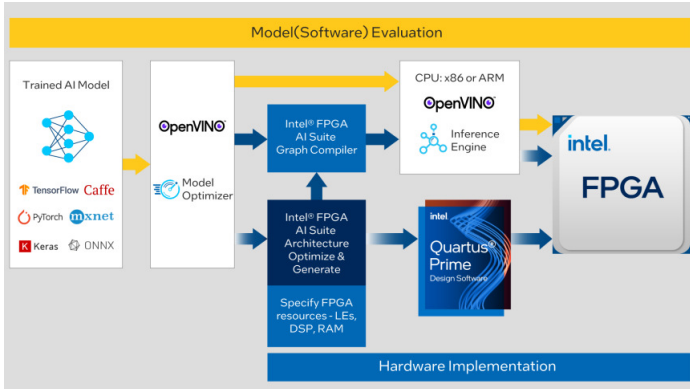 Model(Software) Evaluation
Trained AI Model
TensorFlow
Caffe
PyTorch
mxnet
Keras
ONNX
OpenVINO™
Model
Optimizer
Intel® FPGA
AI Suite
Graph Compiler
Intel® FPGA
AI Suite
Architecture
Optimize &
Generate
Specify FPGA
resources - LEs,
DSP, RAM
CPU: x86 or ARM
OpenVINO™
Inference
Engine
intel
Quartus®
Prime
Design Software
intel.
FPGA
Hardware Implementation